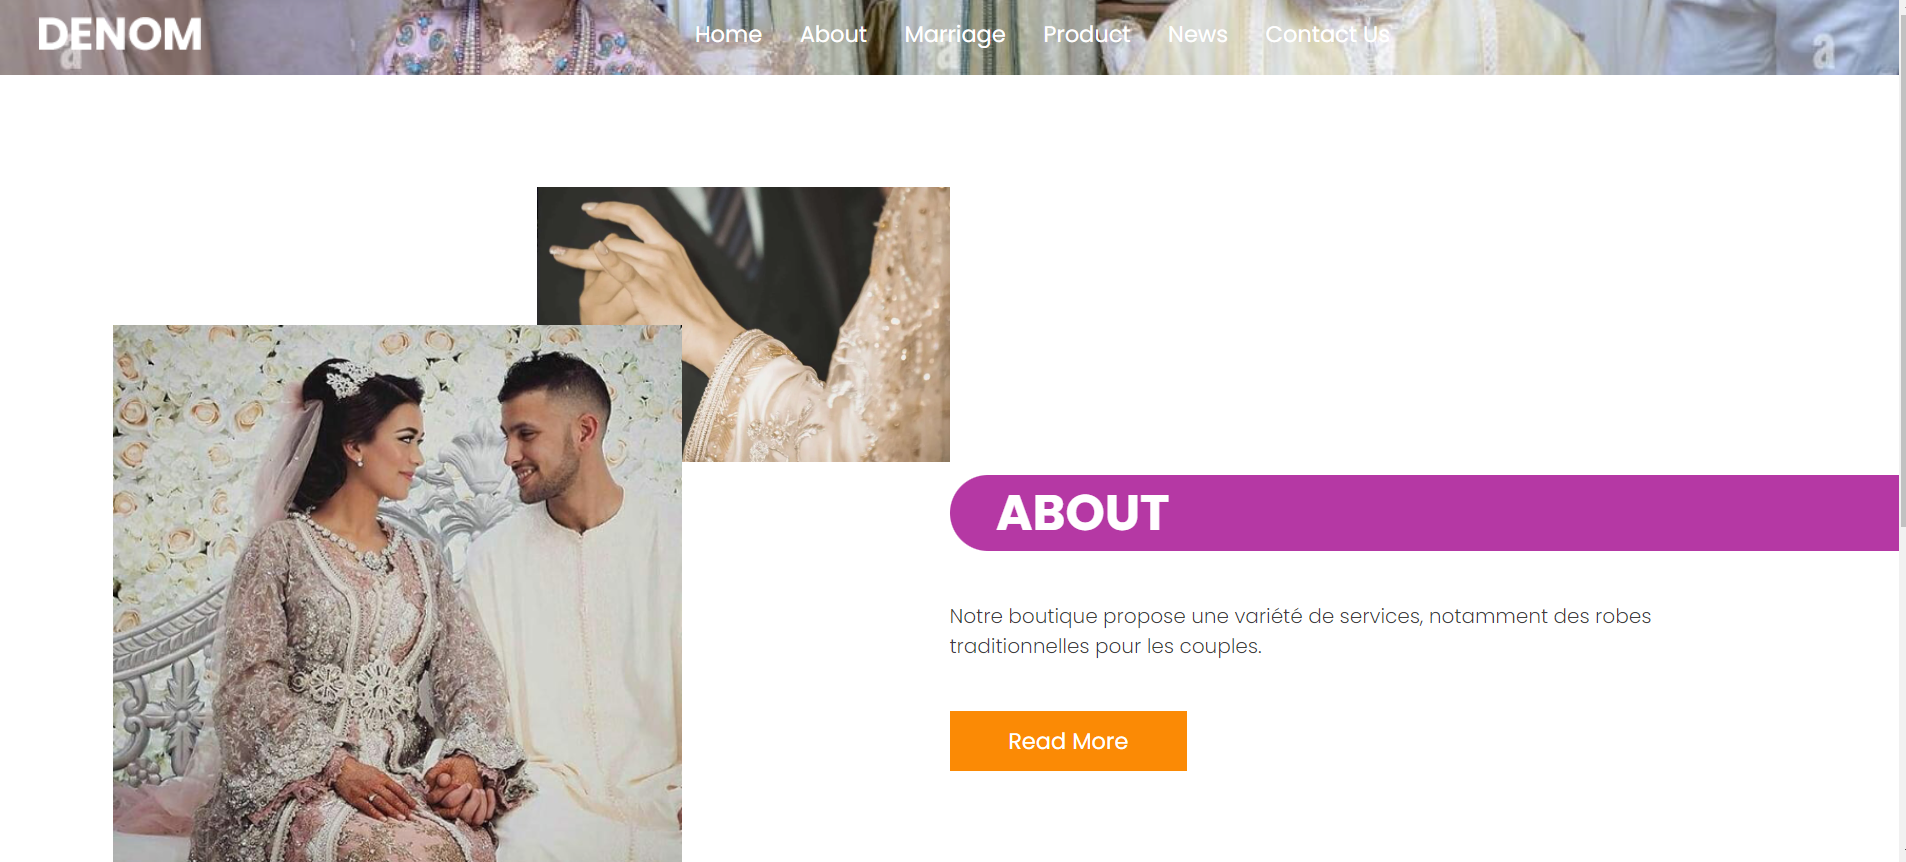 DENOM
Home About Marriage Product News Contact Us
a a a a
ABOUT
Notre boutique propose une variété de services, notamment des robes
traditionnelles pour les couples.
Read More